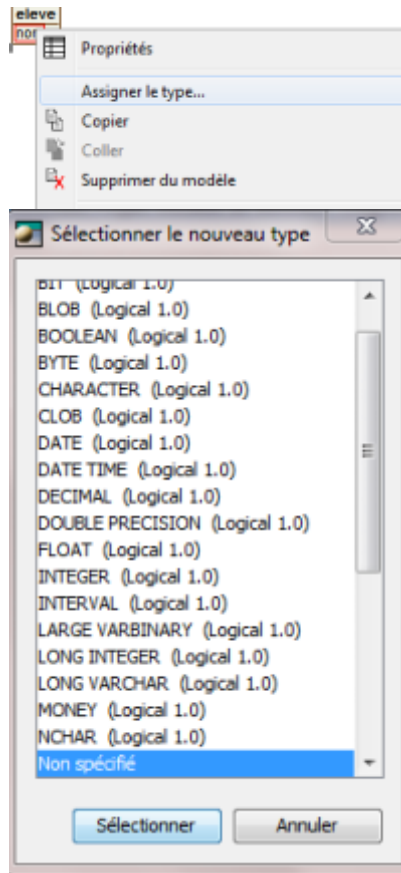 eleve
Propriétés
Assigner le type...
Copier
Coller
Supprimer du modèle
Sélectionner le nouveau type
BIT (Logical 1.0)
BLOB (Logical 1.0)
BOOLEAN (Logical 1.0)
BYTE (Logical 1.0)
CHARACTER (Logical 1.0)
CLOB (Logical 1.0)
DATE (Logical 1.0)
DATE TIME (Logical 1.0)
DECIMAL (Logical 1.0)
DOUBLE PRECISION (Logical 1.0)
FLOAT (Logical 1.0)
INTEGER (Logical 1.0)
INTERVAL (Logical 1.0)
LARGE VARBINARY (Logical 1.0)
LONG INTEGER (Logical 1.0)
LONG VARCHAR (Logical 1.0)
MONEY (Logical 1.0)
NCHAR (Logical 1.0)
Non spécifié
Sélectionner Annuler